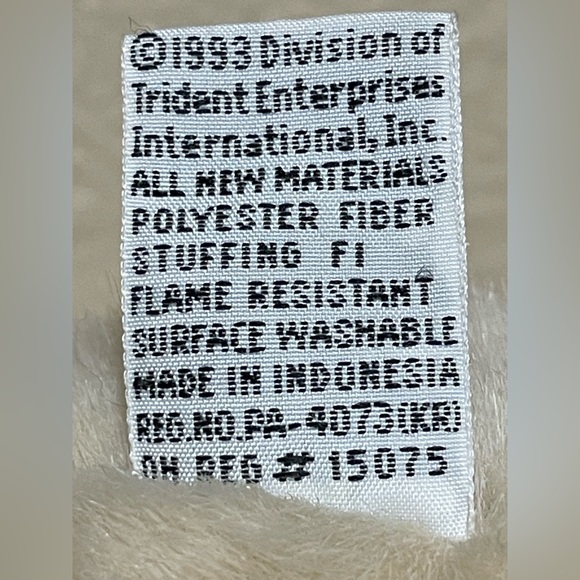 ©1993 Division of
Trident Enterprises
International, Inc.
ALL NEW MATERIALS
POLYESTER FIBER
STUFFING FI
FLAME RESISTANT
SURFACE WASHABLE
MADE IN INDONESIA
REG.NO.PA-4073(KR)
OH REG # 15075